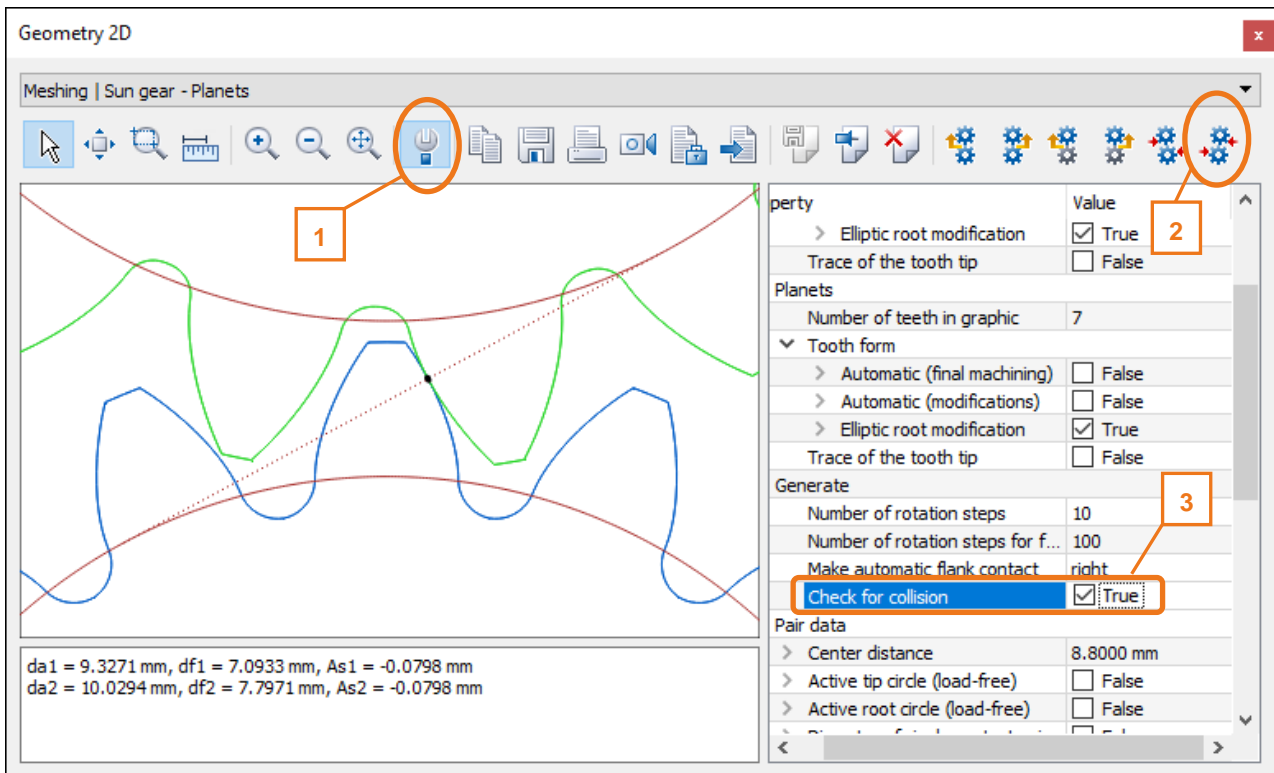 Geometry 2D
x
Meshing | Sun gear - Planets
1
2
perty Value
Elliptic root modification True
Trace of the tooth tip False
Planets
Number of teeth in graphic 7
Tooth form
Automatic (final machining) False
Automatic (modifications) False
Elliptic root modification True
Trace of the tooth tip False
Generate
3
Number of rotation steps 10
Number of rotation steps for f... 100
Make automatic flank contact right
Check for collision True
Pair data
Center distance 8.8000 mm
Active tip circle (load-free) False
Active root circle (load-free) False
da1 = 9.3271 mm, df1 = 7.0933 mm, As1 = -0.0798 mm
da2 = 10.0294 mm, df2 = 7.7971 mm, As2 = -0.0798 mm